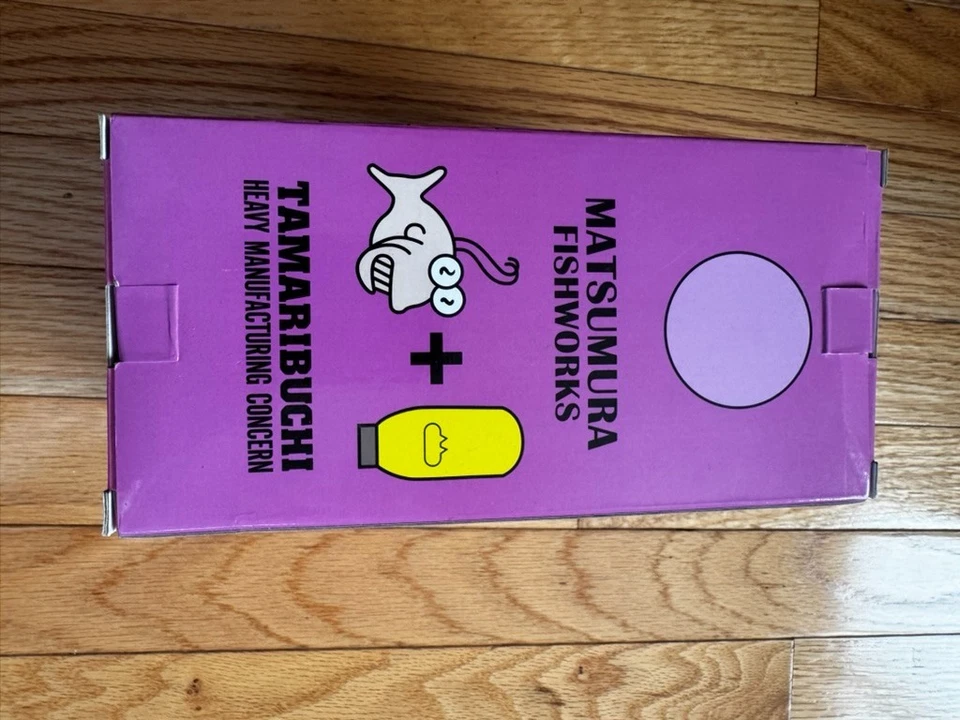 MATSUMURA
FISHWORKS
+
TAMARIBUCHI
HEAVY MANUFACTURING CONCERN